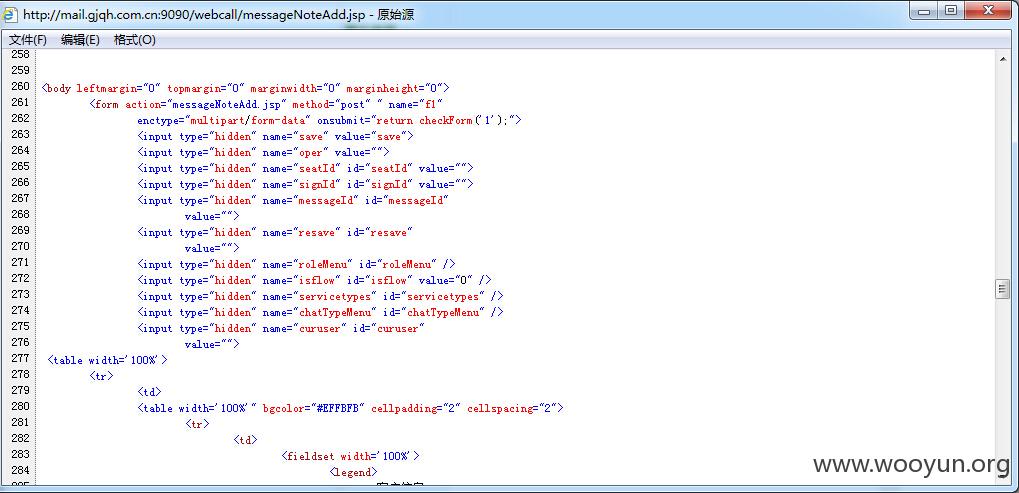 http://mail.gjqh.com.cn:9090/webcall/messageNoteAdd.jsp - 原始源
文件(F) 编辑(E) 格式(O)
258
259
260 <body leftmargin="0" topmargin="0" marginwidth="0" marginheight="0">
261 <form action="messageNoteAdd.jsp" method="post" " name="f1"
262 enctype="multipart/form-data" onsubmit="return checkForm('1');">
263 <input type="hidden" name="save" value="save">
264 <input type="hidden" name="oper" value="">
265 <input type="hidden" name="seatId" id="seatId" value="">
266 <input type="hidden" name="signId" id="signId" value="">
267 <input type="hidden" name="messageId" id="messageId"
268 value="">
269 <input type="hidden" name="resave" id="resave"
270 value="">
271 <input type="hidden" name="roleMenu" id="roleMenu" />
272 <input type="hidden" name="isflow" id="isflow" value="0" />
273 <input type="hidden" name="servicetypes" id="servicetypes" />
274 <input type="hidden" name="chatTypeMenu" id="chatTypeMenu" />
275 <input type="hidden" name="curuser" id="curuser"
276 value="">
277 <table width='100%'>
278 <tr>
279 <td>
280 <table width='100%'" bgcolor="#EFFBFB" cellpadding="2" cellspacing="2">
281 <tr>
282 <td>
283 <fieldset width='100%'>
284 <legend>
www.wooyun.org